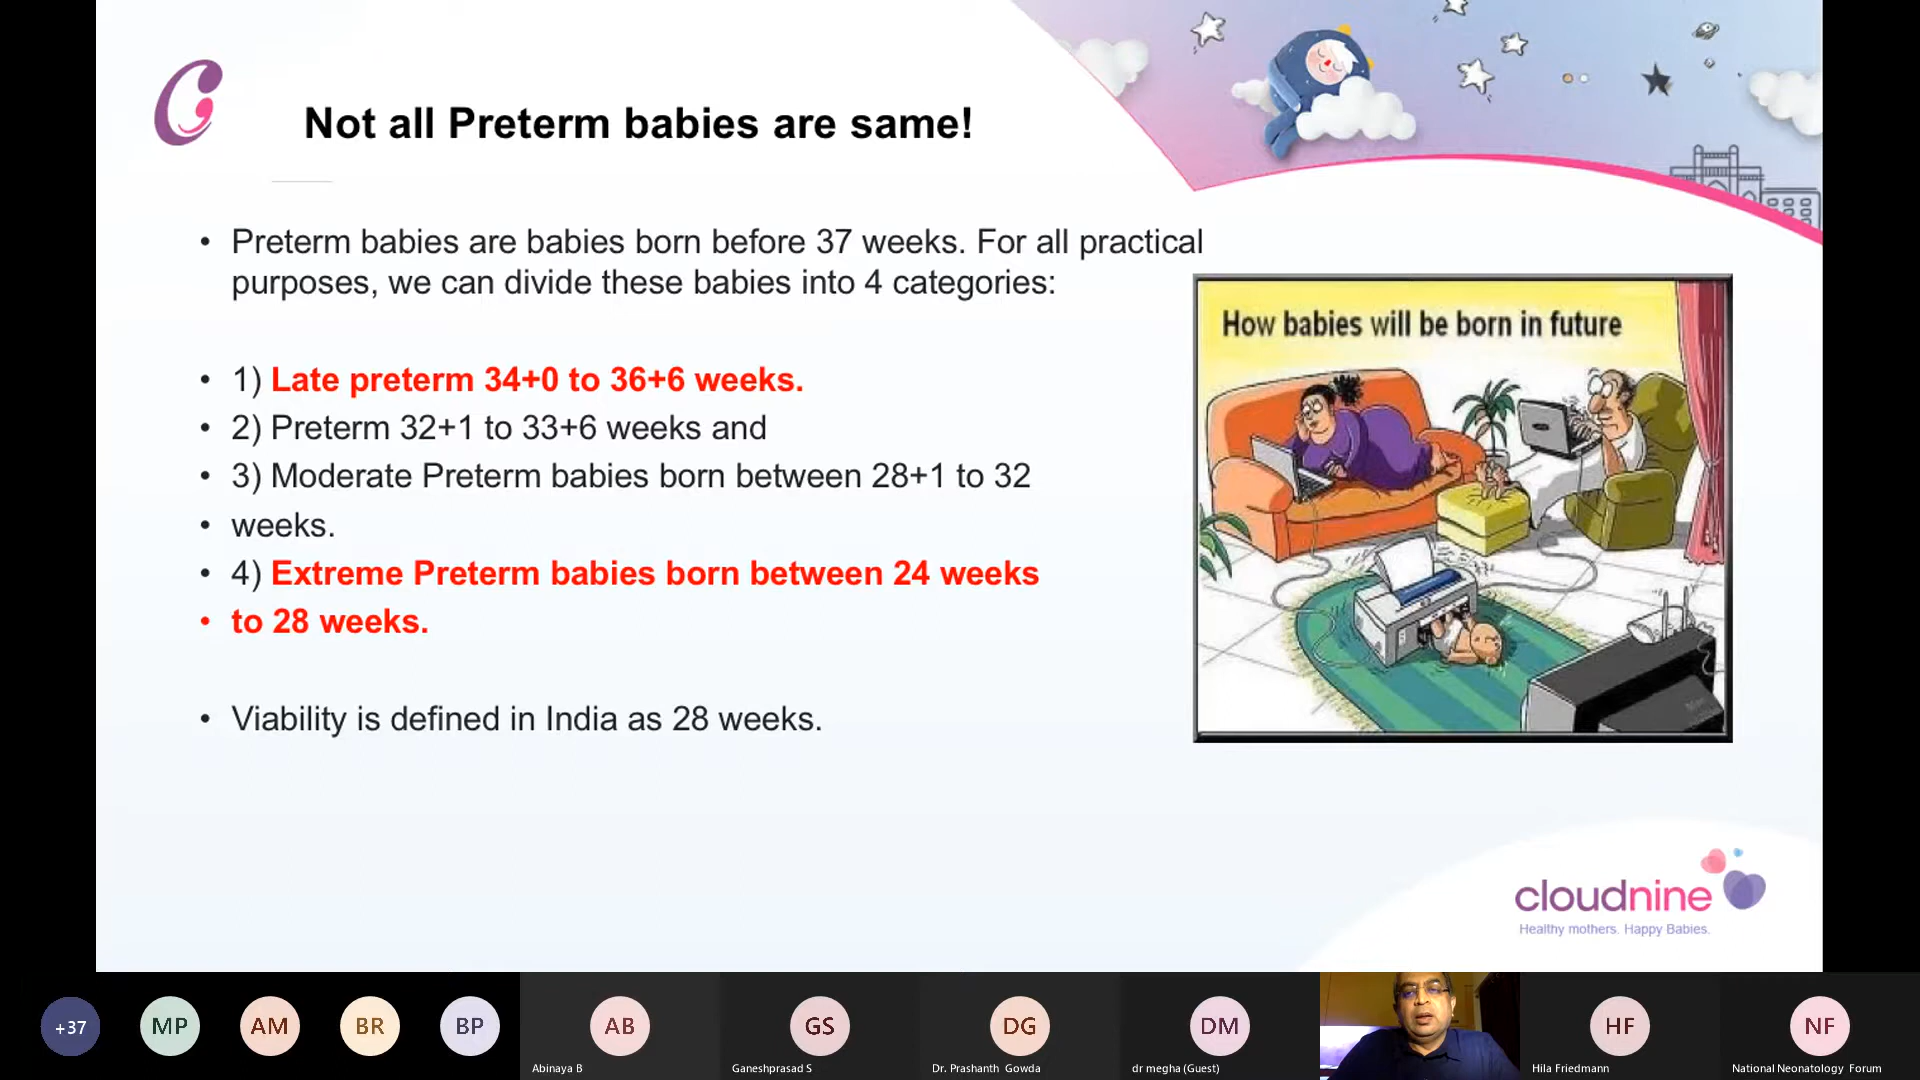 Not all Preterm babies are same!
• Preterm babies are babies born before 37 weeks. For all practical
purposes, we can divide these babies into 4 categories:
• 1) Late preterm 34+0 to 36+6 weeks.
• 2) Preterm 32+1 to 33+6 weeks and
• 3) Moderate Preterm babies born between 28+1 to 32
• weeks.
• 4) Extreme Preterm babies born between 24 weeks
• to 28 weeks.
• Viability is defined in India as 28 weeks.
How babies will be born in future
cloudnine
Healthy mothers. Happy Babies.
+37
MP
AM
BR
BP
AB
Abinaya B
GS
Ganeshprasad S
DG
Dr. Prashanth Gowda
DM
dr megha (Guest)
HF
Hila Friedmann
NF
National Neonatology Forum